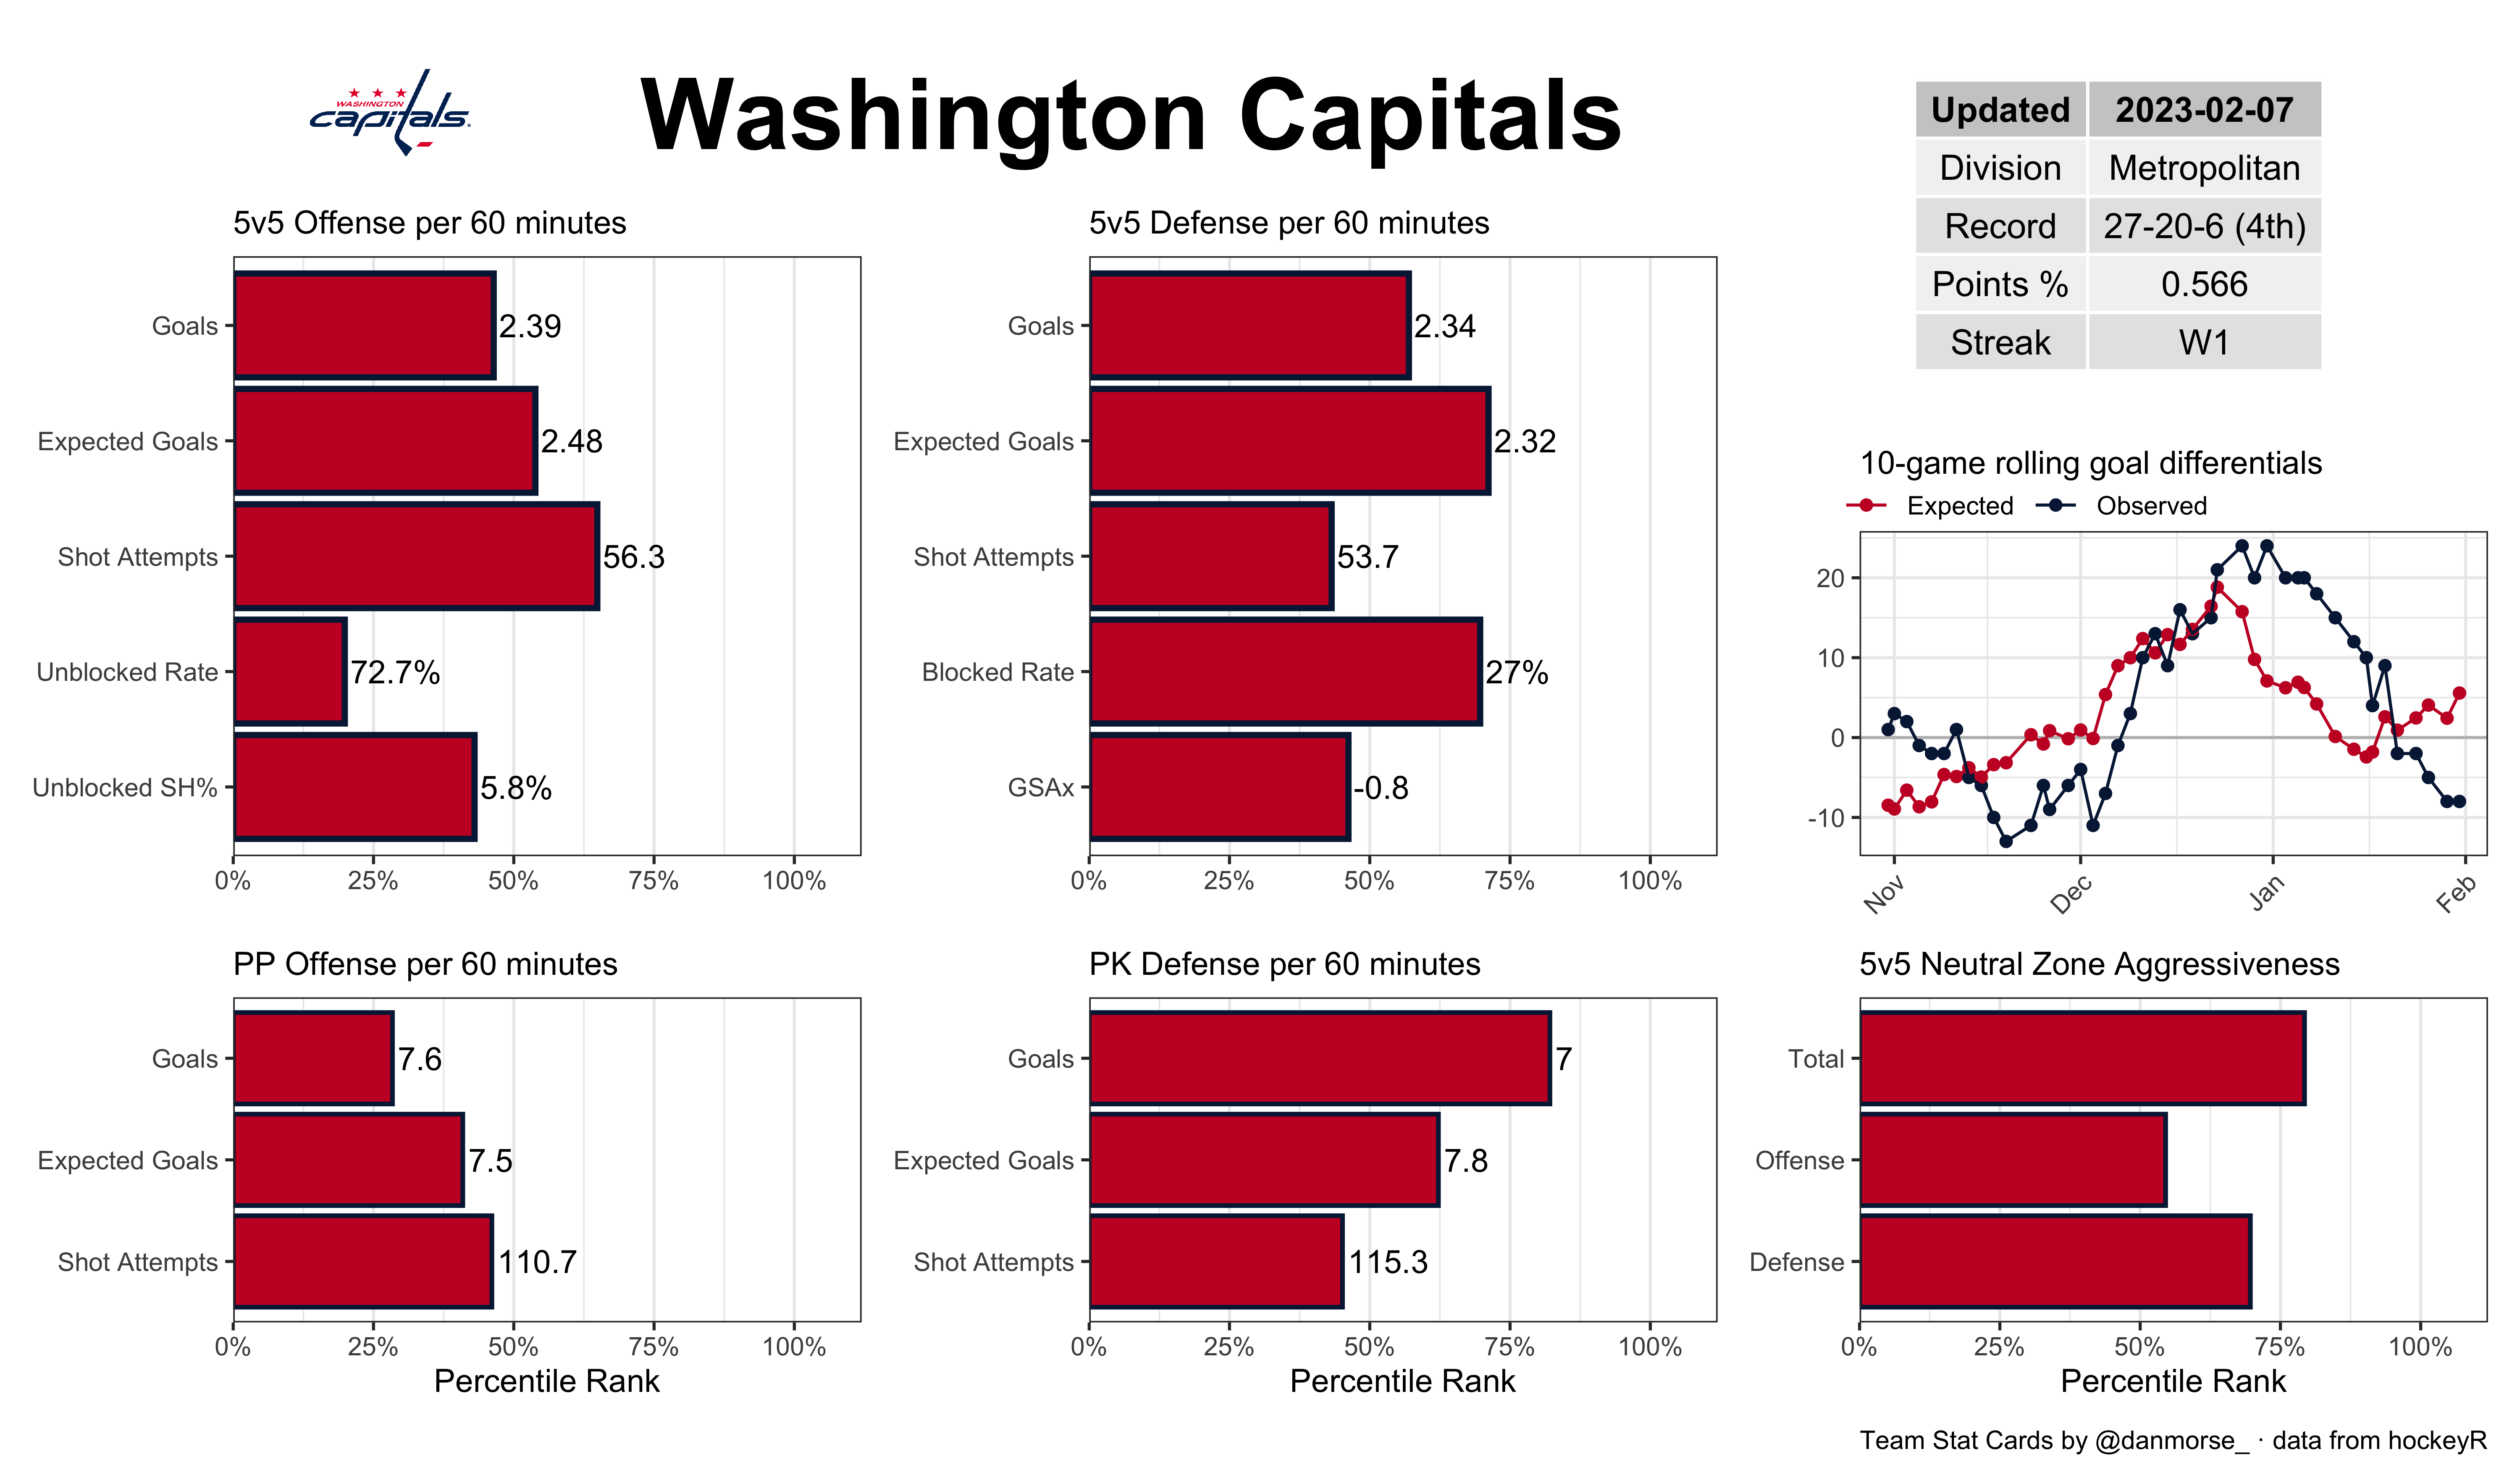 WASHINGTON
capitals
Washington Capitals
Updated 2023-02-07
Division Metropolitan
Record 27-20-6 (4th)
Points % 0.566
Streak W1
5v5 Offense per 60 minutes
Goals 2.39
Expected Goals 2.48
Shot Attempts 56.3
Unblocked Rate 72.7%
Unblocked SH% 5.8%
0% 25% 50% 75% 100%
5v5 Defense per 60 minutes
Goals 2.34
Expected Goals 2.32
Shot Attempts 53.7
Blocked Rate 27%
GSAx -0.8
0% 25% 50% 75% 100%
10-game rolling goal differentials
Expected Observed
20
10
0
-10
Nov Dec Jan Feb
PP Offense per 60 minutes
Goals 7.6
Expected Goals 7.5
Shot Attempts 110.7
0% 25% 50% 75% 100%
Percentile Rank
PK Defense per 60 minutes
Goals 7
Expected Goals 7.8
Shot Attempts 115.3
0% 25% 50% 75% 100%
Percentile Rank
5v5 Neutral Zone Aggressiveness
Total
Offense
Defense
0% 25% 50% 75% 100%
Percentile Rank
Team Stat Cards by @danmorse_ · data from hockeyR